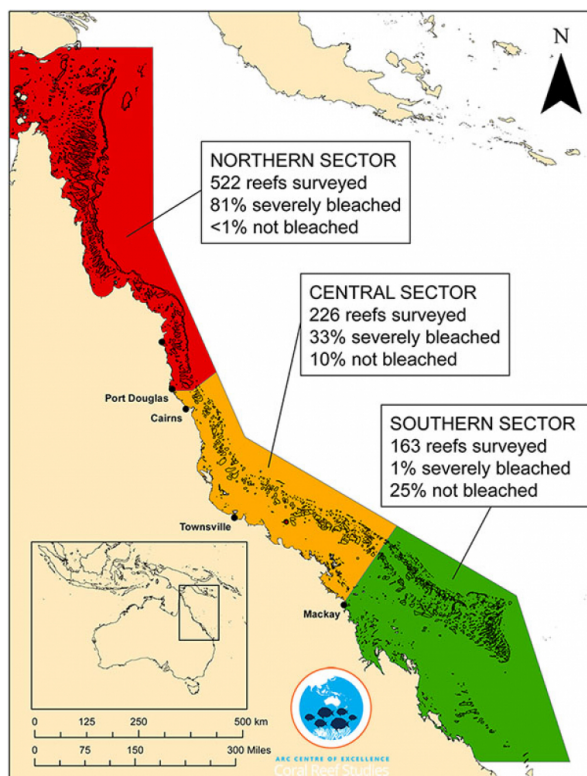 N
NORTHERN SECTOR
522 reefs surveyed
81% severely bleached
<1% not bleached
CENTRAL SECTOR
226 reefs surveyed
33% severely bleached
10% not bleached
SOUTHERN SECTOR
163 reefs surveyed
1% severely bleached
25% not bleached
Port Douglas
Cairns
Townsville
Mackay
0 125 250 500 km
0 75 150 300 Miles
ARC CENTRE OF EXCELLENCE
Coral Reef Studies